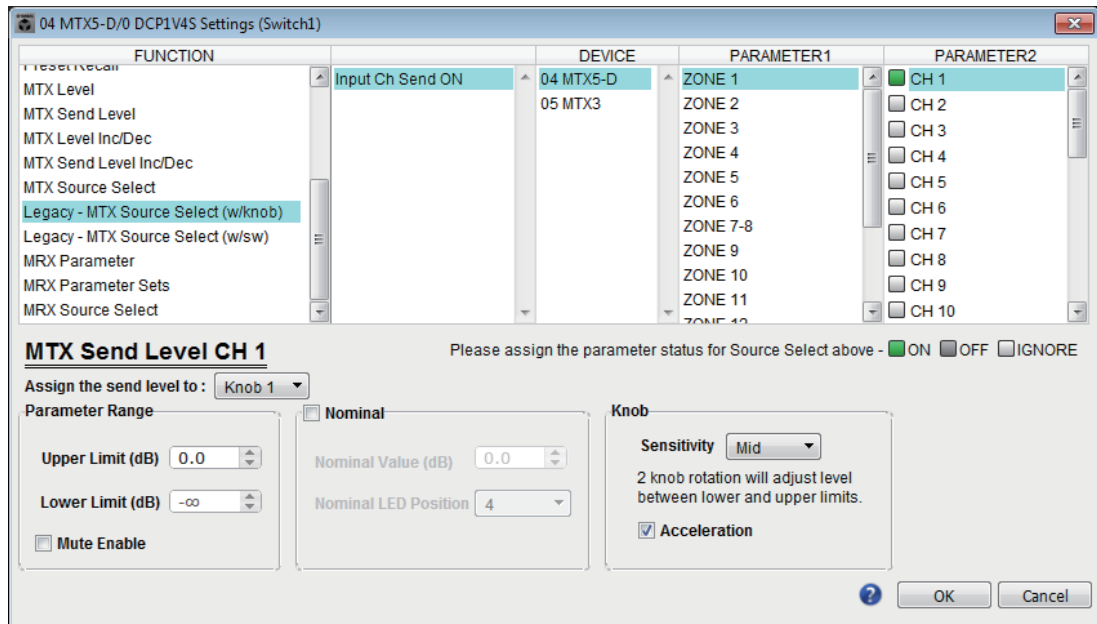 04 MTX5-D/0 DCP1V4S Settings (Switch1)
FUNCTION
DEVICE
PARAMETER1
PARAMETER2
Preset Recall
MTX Level
MTX Send Level
MTX Level Inc/Dec
MTX Send Level Inc/Dec
MTX Source Select
Legacy - MTX Source Select (w/knob)
Legacy - MTX Source Select (w/sw)
MRX Parameter
MRX Parameter Sets
MRX Source Select
Input Ch Send ON
04 MTX5-D
05 MTX3
ZONE 1
ZONE 2
ZONE 3
ZONE 4
ZONE 5
ZONE 6
ZONE 7-8
ZONE 9
ZONE 10
ZONE 11
ZONE 12
CH 1
CH 2
CH 3
CH 4
CH 5
CH 6
CH 7
CH 8
CH 9
CH 10
MTX Send Level CH 1
Please assign the parameter status for Source Select above - ON OFF IGNORE
Assign the send level to : Knob 1
Parameter Range
Upper Limit (dB) 0.0
Lower Limit (dB) -∞
Mute Enable
Nominal
Nominal Value (dB) 0.0
Nominal LED Position 4
Knob
Sensitivity Mid
2 knob rotation will adjust level
between lower and upper limits.
Acceleration
? OK Cancel